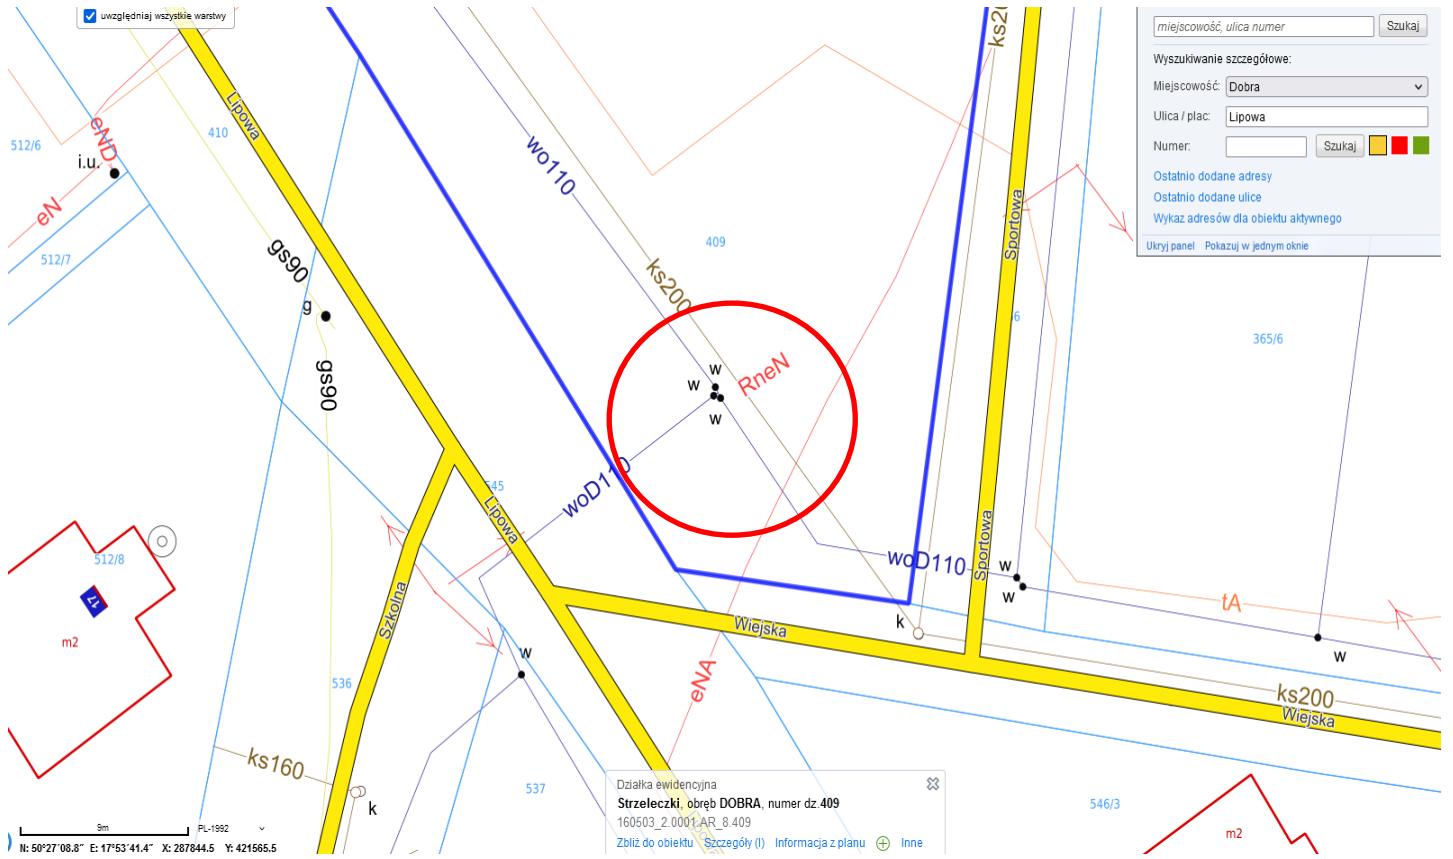 uwzględniaj wszystkie warstwy
miejscowość, ulica numer
Szukaj
Wyszukiwanie szczegółowe:
Miejscowość: Dobra
Ulica / plac: Lipowa
Numer: Szukaj
Ostatnio dodane adresy
Ostatnio dodane ulice
Wykaz adresów dla obiektu aktywnego
Ukryj panel Pokazuj w jednym oknie
ks20
Lipowa
410
512/6
eND
i.u.
eN
512/7
wo110
409
Sportowa
gs90
ks200
g
6
365/6
gs90
w
w
RneN
w
woD110
545
Lipowa
512/8
17
m2
Szkolna
woD110
Sportowa
w
w
tA
k
Wiejska
w
w
536
eNA
ks200
Wiejska
ks160
k
537
546/3
m2
Działka ewidencyjna
Strzeleczki, obręb DOBRA, numer dz.409
160503_2.0001.AR_8.409
Zbliż do obiektu Szczegóły (I) Informacja z planu Inne
9m
PL-1992
N: 50°27'08.8" E: 17°53'41.4" X: 287844.5 Y: 421565.5